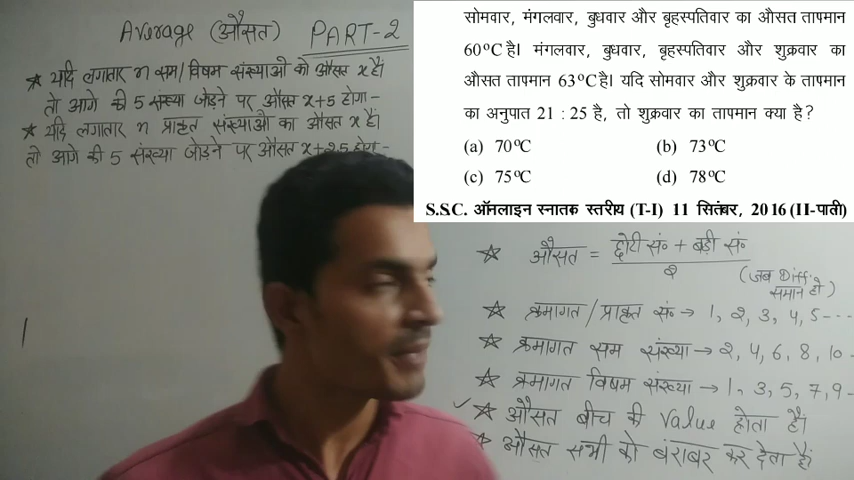 Average (औसत) PART-2
★ यदि लगातार n सम/विषम संख्याओं को औसत x है।
तो आगे की 5 संख्या जोड़ने पर औसत x+5 होगा-
★ यदि लगातार n प्राकृत संख्याओं का औसत x है।
तो आगे की 5 संख्या जोड़ने पर औसत x+2.5 होगा-
सोमवार, मंगलवार, बुधवार और बृहस्पतिवार का औसत तापमान
60°C है। मंगलवार, बुधवार, बृहस्पतिवार और शुक्रवार का
औसत तापमान 63°C है। यदि सोमवार और शुक्रवार के तापमान
का अनुपात 21 : 25 है, तो शुक्रवार का तापमान क्या है?
(a) 70°C (b) 73°C
(c) 75°C (d) 78°C
S.S.C. ऑनलाइन स्नातक स्तरीय (T-I) 11 सितंबर, 2016 (II-पाली)
☆ औसत = छोटी सं० + बड़ी सं०
२
(जब Diff. समान हो)
☆ क्रमागत/प्राकृत सं० → 1, 2, 3, 4, 5----
☆ क्रमागत सम संख्या → 2, 4, 6, 8, 10-
☆ क्रमागत विषम संख्या → 1, 3, 5, 7, 9-
✓☆ औसत बीच की Value होता है।
☆ औसत सभी को बराबर कर देता है।